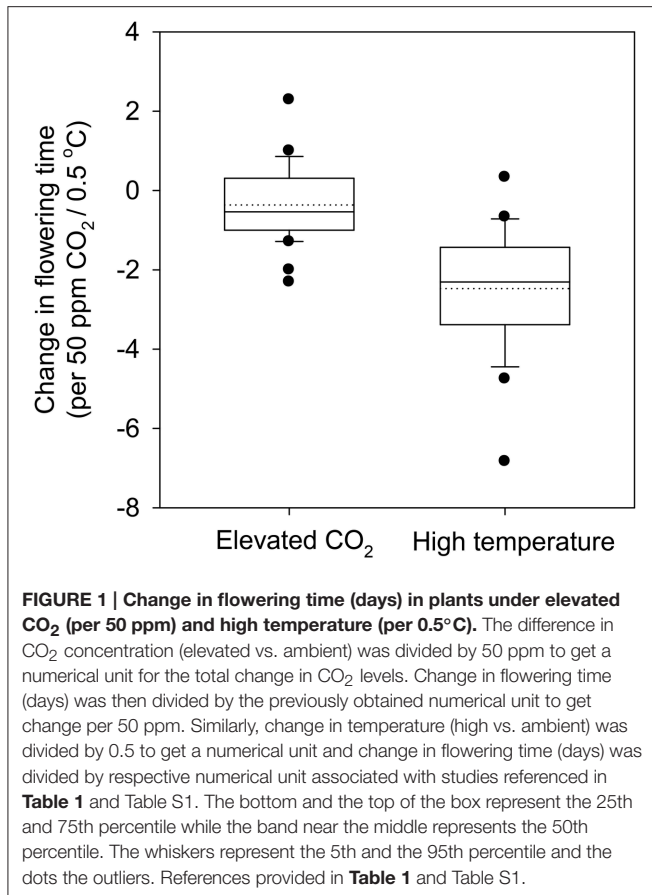 4
2
0
-2
-4
-6
-8
Change in flowering time
(per 50 ppm CO₂ / 0.5 °C)
Elevated CO₂
High temperature
FIGURE 1 | Change in flowering time (days) in plants under elevated
CO₂ (per 50 ppm) and high temperature (per 0.5°C). The difference in
CO₂ concentration (elevated vs. ambient) was divided by 50 ppm to get a
numerical unit for the total change in CO₂ levels. Change in flowering time
(days) was then divided by the previously obtained numerical unit to get
change per 50 ppm. Similarly, change in temperature (high vs. ambient) was
divided by 0.5 to get a numerical unit and change in flowering time (days) was
divided by respective numerical unit associated with studies referenced in
Table 1 and Table S1. The bottom and the top of the box represent the 25th
and 75th percentile while the band near the middle represents the 50th
percentile. The whiskers represent the 5th and the 95th percentile and the
dots the outliers. References provided in Table 1 and Table S1.